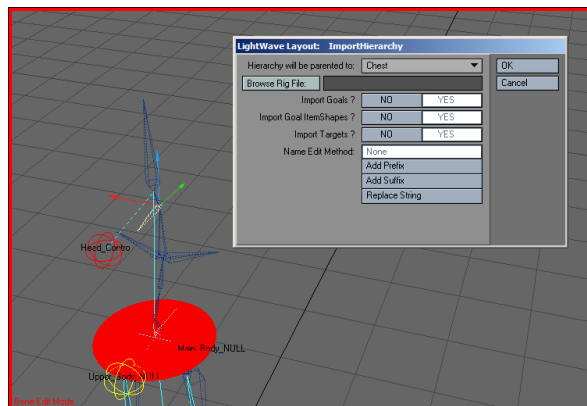 LightWave Layout: ImportHierarchy
Hierarchy will be parented to: Chest OK
Browse Rig File: Cancel
Import Goals ? NO YES
Import Goal ItemShapes ? NO YES
Import Targets ? NO YES
Name Edit Method: None
Add Prefix
Add Suffix
Replace String
Head_Contro
Main_Body_NULL
Upper_Body_NULL
Bone Edit Mode